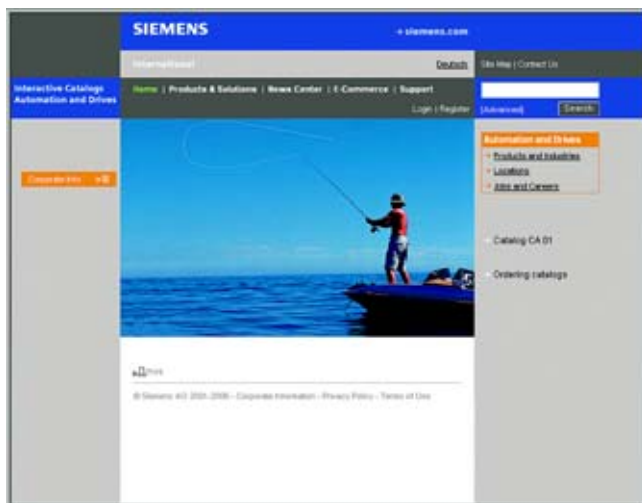 SIEMENS
siemens.com
International
Deutsch
Site Map | Contact Us
Interactive Catalogs
Automation and Drives
Home | Products & Solutions | News Center | E-Commerce | Support
Login | Register
[Advanced]
Search
Automation and Drives
Products and Industries
Locations
Jobs and Careers
Corporate Info
Catalog CA 01
Ordering catalogs
Print
© Siemens AG - Corporate Information - Privacy Policy - Terms of Use